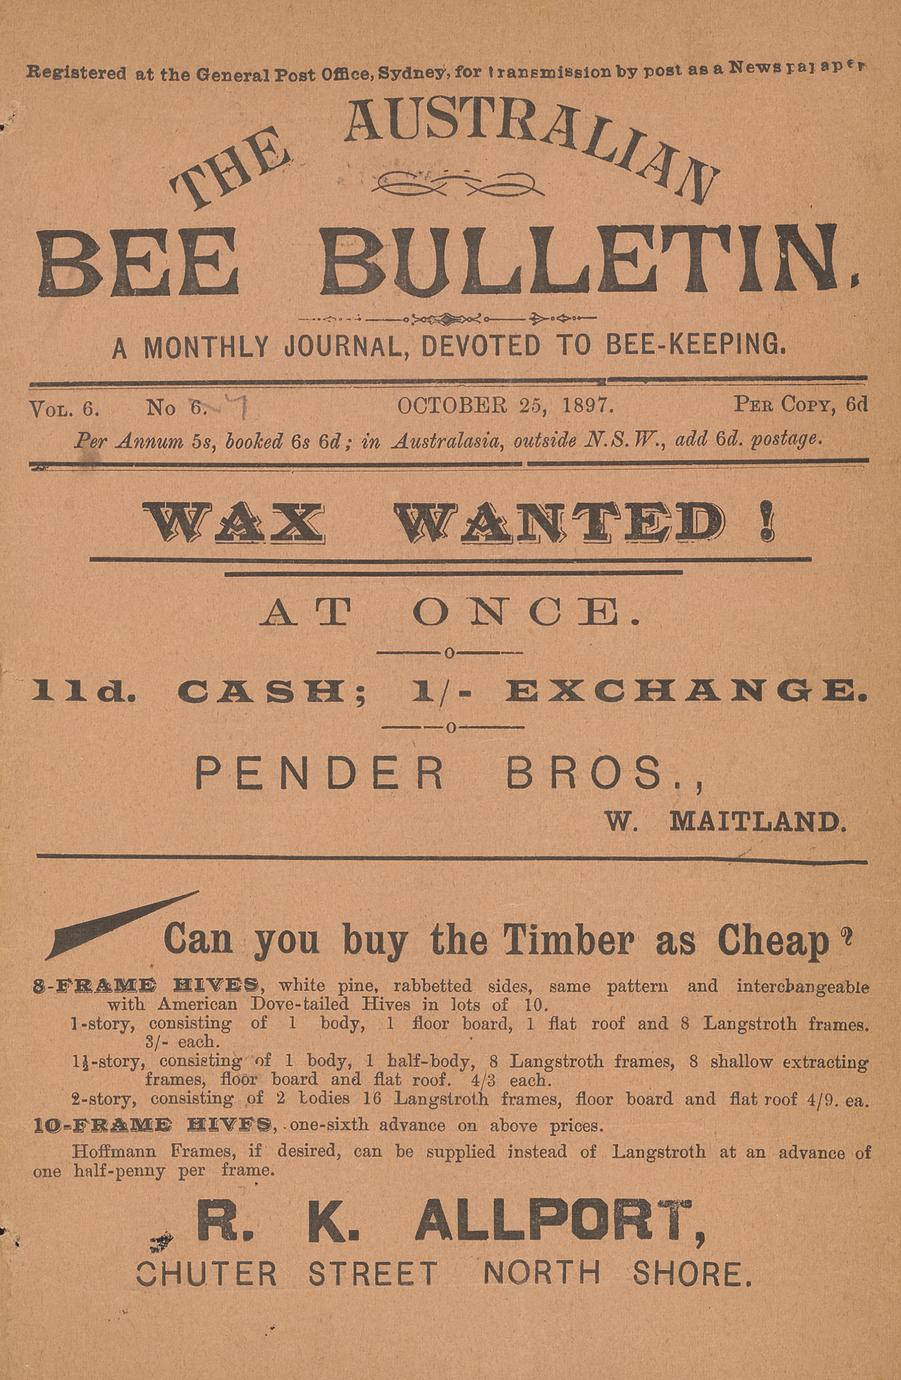 Registered at the General Post Office, Sydney, for transmission by post as a Newspa
THE AUSTRALIAN
BEE BULLETIN.
A MONTHLY JOURNAL, DEVOTED TO BEE-KEEPING.
VOL. 6. No 6. 7 OCTOBER 25, 1897. PER COPY, 6d
Per Annum 5s, booked 6s 6d; in Australasia, outside N.S.W., add 6d. postage.
WAX WANTED!
AT ONCE.
11d. CASH; 1/- EXCHANGE.
PENDER BROS.,
W. MAITLAND.
Can you buy the Timber as Cheap?
8-FRAME HIVES, white pine, rabbetted sides, same pattern and interchangeable
with American Dove-tailed Hives in lots of 10.
1-story, consisting of 1 body, 1 floor board, 1 flat roof and 8 Langstroth frames.
3/- each.
1½-story, consisting of 1 body, 1 half-body, 8 Langstroth frames, 8 shallow extracting
frames, floor board and flat roof. 4/3 each.
2-story, consisting of 2 bodies 16 Langstroth frames, floor board and flat roof 4/9. ea.
10-FRAME HIVES, one-sixth advance on above prices.
Hoffmann Frames, if desired, can be supplied instead of Langstroth at an advance of
one half-penny per frame.
R. K. ALLPORT,
CHUTER STREET NORTH SHORE.